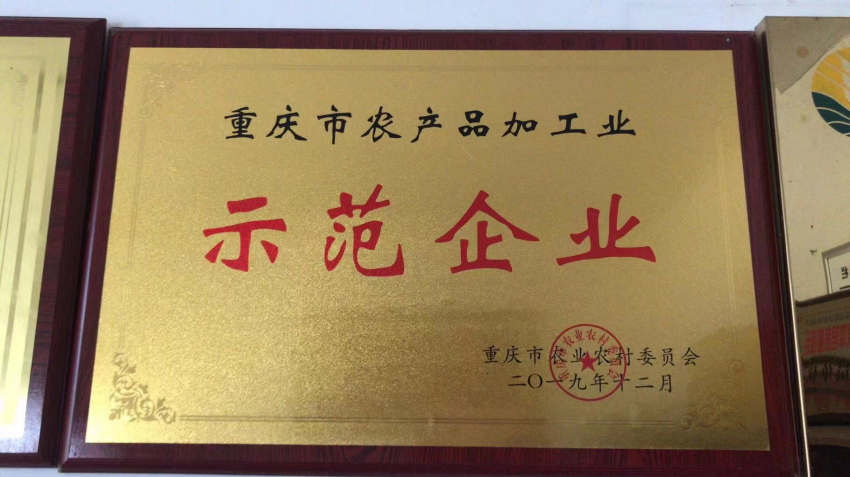 重庆市农产品加工业
示范企业
重庆市农业农村委员会
二〇一九年十二月